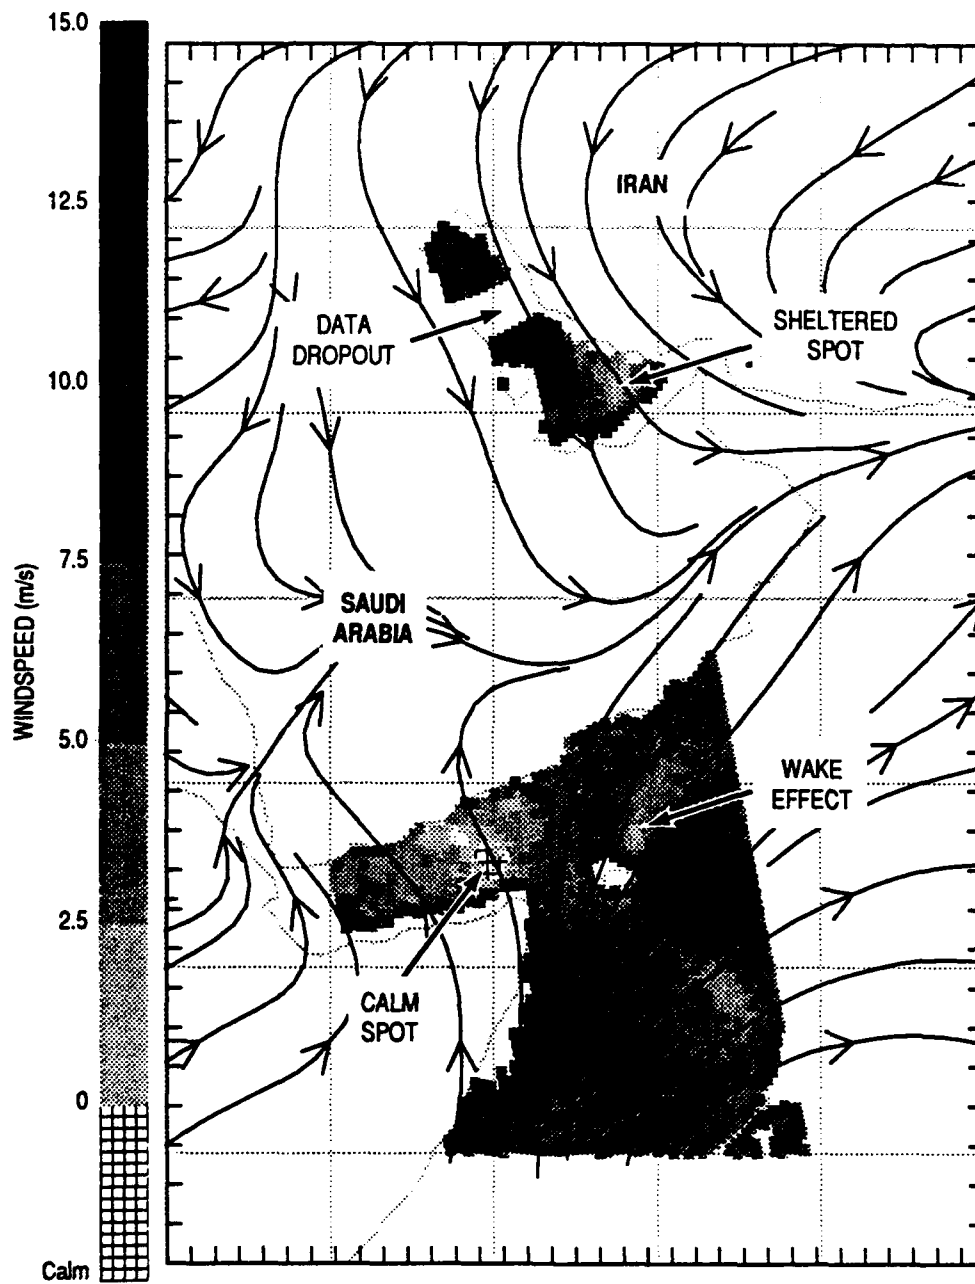 15.0
12.5
10.0
7.5
5.0
2.5
0
Calm
WINDSPEED (m/s)
IRAN
DATA
DROPOUT
SHELTERED
SPOT
SAUDI
ARABIA
WAKE
EFFECT
CALM
SPOT